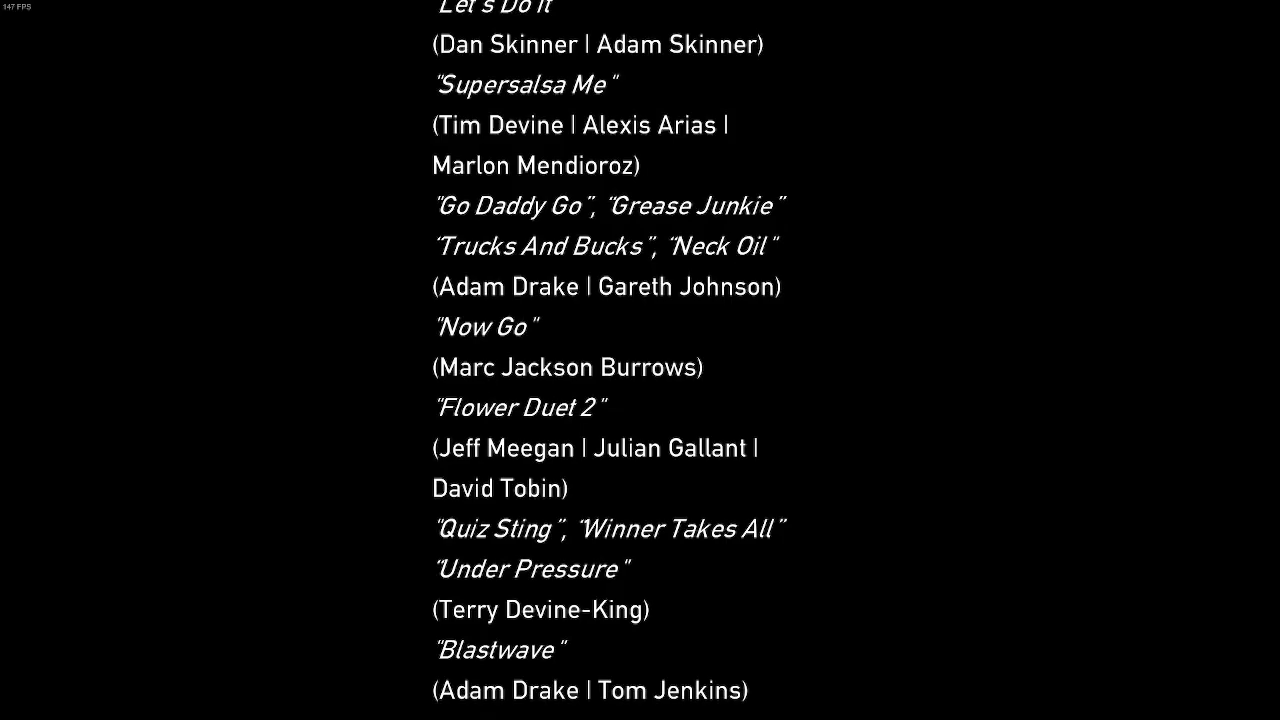 147 FPS
"Let's Do It
(Dan Skinner | Adam Skinner)
"Supersalsa Me"
(Tim Devine | Alexis Arias |
Marlon Mendioroz)
"Go Daddy Go", "Grease Junkie"
"Trucks And Bucks", "Neck Oil"
(Adam Drake | Gareth Johnson)
"Now Go"
(Marc Jackson Burrows)
"Flower Duet 2"
(Jeff Meegan | Julian Gallant |
David Tobin)
"Quiz Sting", "Winner Takes All"
"Under Pressure"
(Terry Devine-King)
"Blastwave"
(Adam Drake | Tom Jenkins)